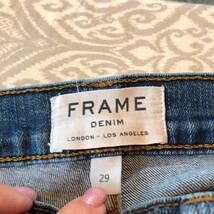 FRAME
DENIM
LONDON - LOS ANGELES
29